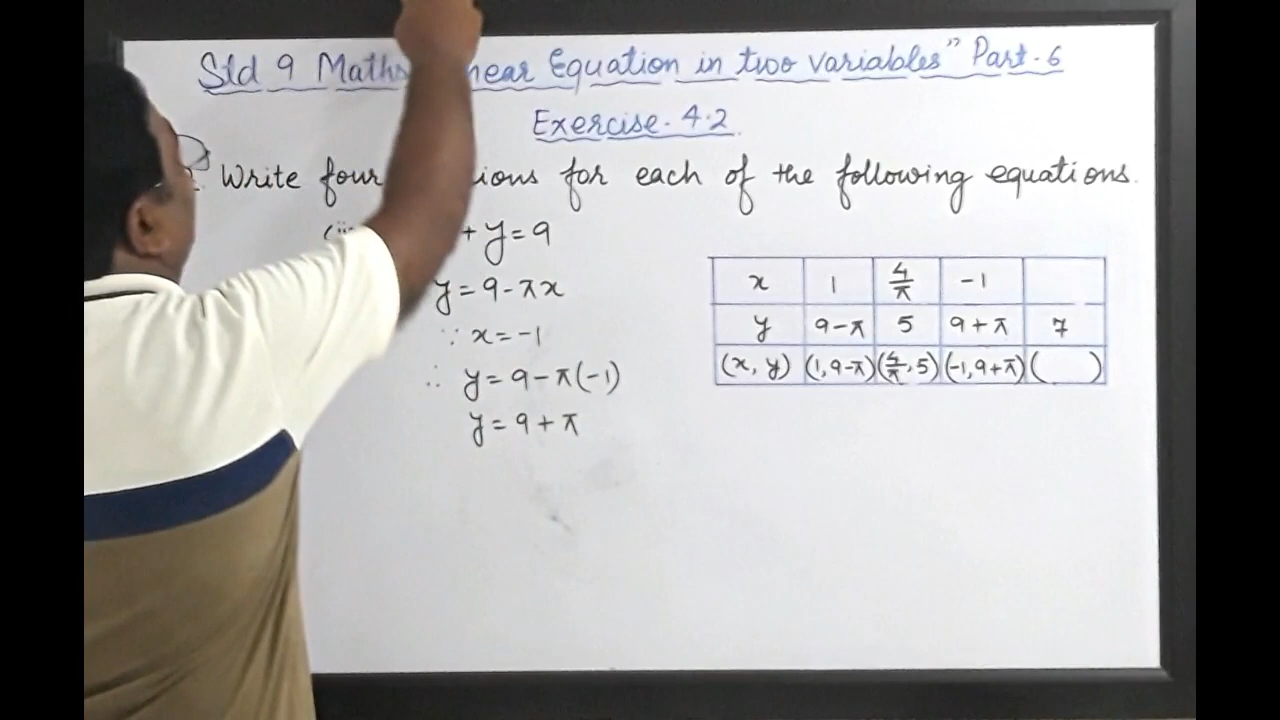 Std 9 Maths near Equation in two variables" Part-6
Exercise-4.2.
Write four ions for each of the following equations.
(ii + y = 9
y = 9 - πx
∵ x = -1
∴ y = 9 - π(-1)
y = 9 + π
x 1 4/π -1
y 9-π 5 9+π 7
(x, y) (1, 9-π) (4/π, 5) (-1, 9+π) ( )